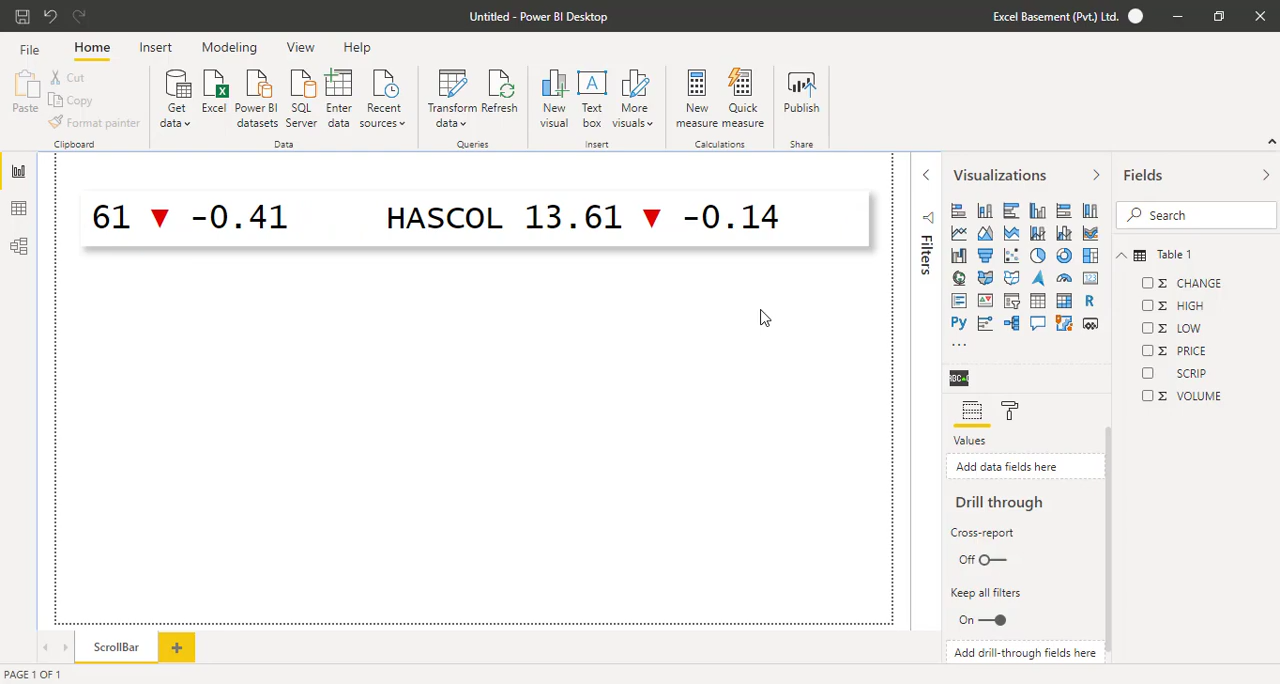 Untitled - Power BI Desktop
Excel Basement (Pvt.) Ltd.
File Home Insert Modeling View Help
Paste
Cut
Copy
Format painter
Clipboard
Get data
Excel
Power BI datasets
SQL Server
Enter data
Recent sources
Data
Transform data
Refresh
Queries
New visual
Text box
More visuals
Insert
New measure
Quick measure
Calculations
Publish
Share
61 ▼ -0.41 HASCOL 13.61 ▼ -0.14
Filters
Visualizations
R
Py
123
...
Values
Add data fields here
Drill through
Cross-report
Off
Keep all filters
On
Add drill-through fields here
Fields
Search
Table 1
Σ CHANGE
Σ HIGH
Σ LOW
Σ PRICE
SCRIP
Σ VOLUME
ScrollBar
PAGE 1 OF 1